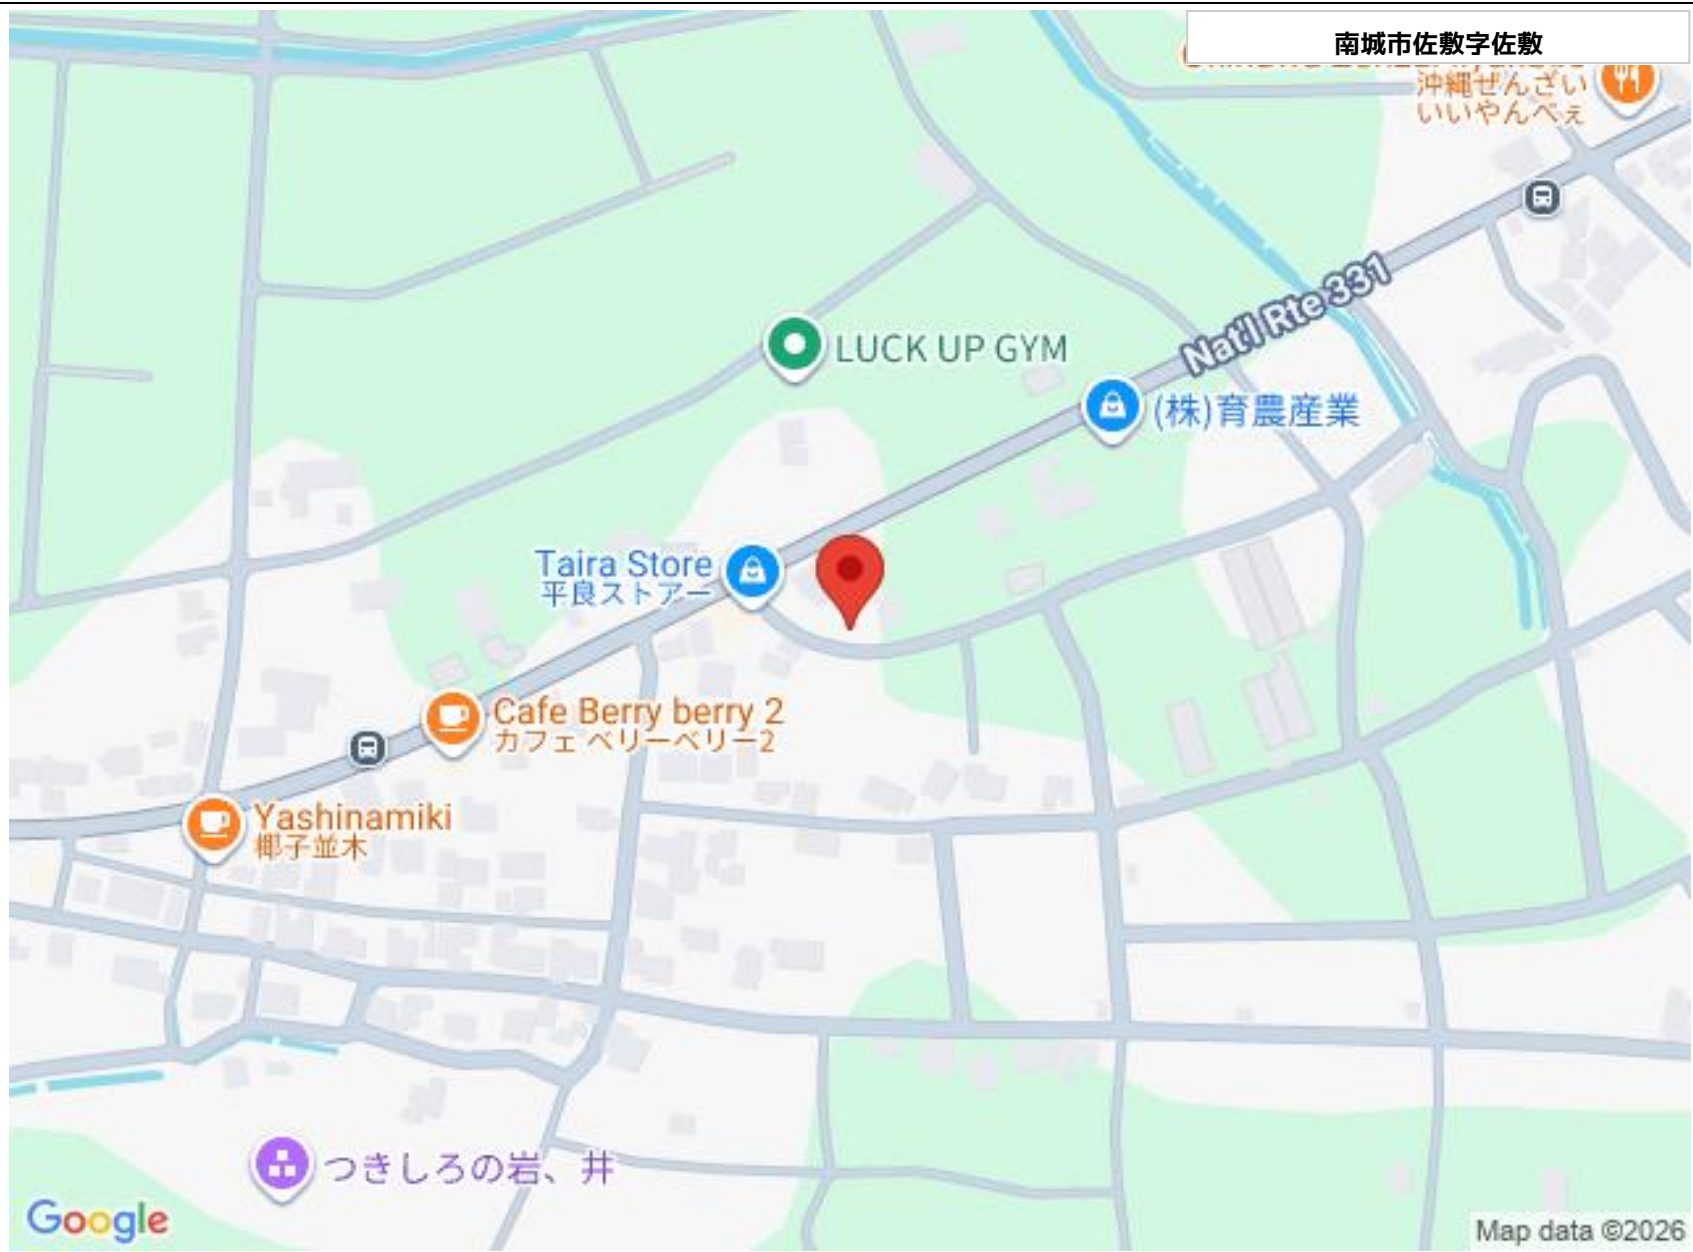 南城市佐敷字佐敷
沖縄ぜんざい
いいやんべぇ
Nat'l Rte 331
LUCK UP GYM
(株)育農産業
Taira Store
平良ストアー
Cafe Berry berry 2
カフェ ベリーベリー2
Yashinamiki
椰子並木
つきしろの岩、井
Google
Map data ©2026